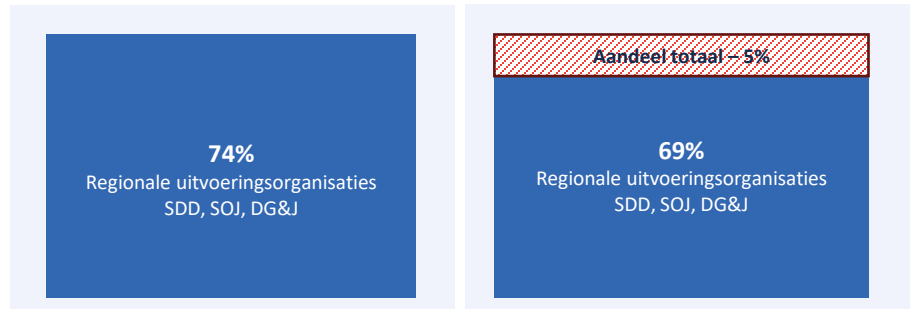 74%
Regionale uitvoeringsorganisaties
SDD, SOJ, DG&J
Aandeel totaal – 5%
69%
Regionale uitvoeringsorganisaties
SDD, SOJ, DG&J